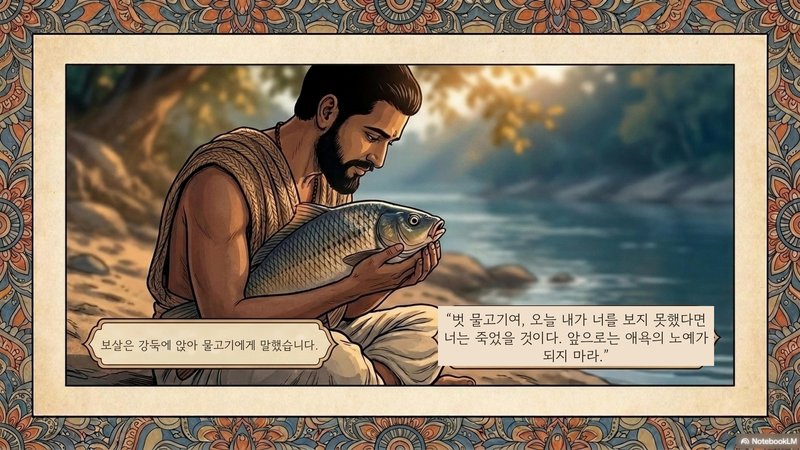 보살은 강둑에 앉아 물고기에게 말했습니다.
“벗 물고기여, 오늘 내가 너를 보지 못했다면
너는 죽었을 것이다. 앞으로는 애욕의 노예가
되지 마라.”
NotebookLM